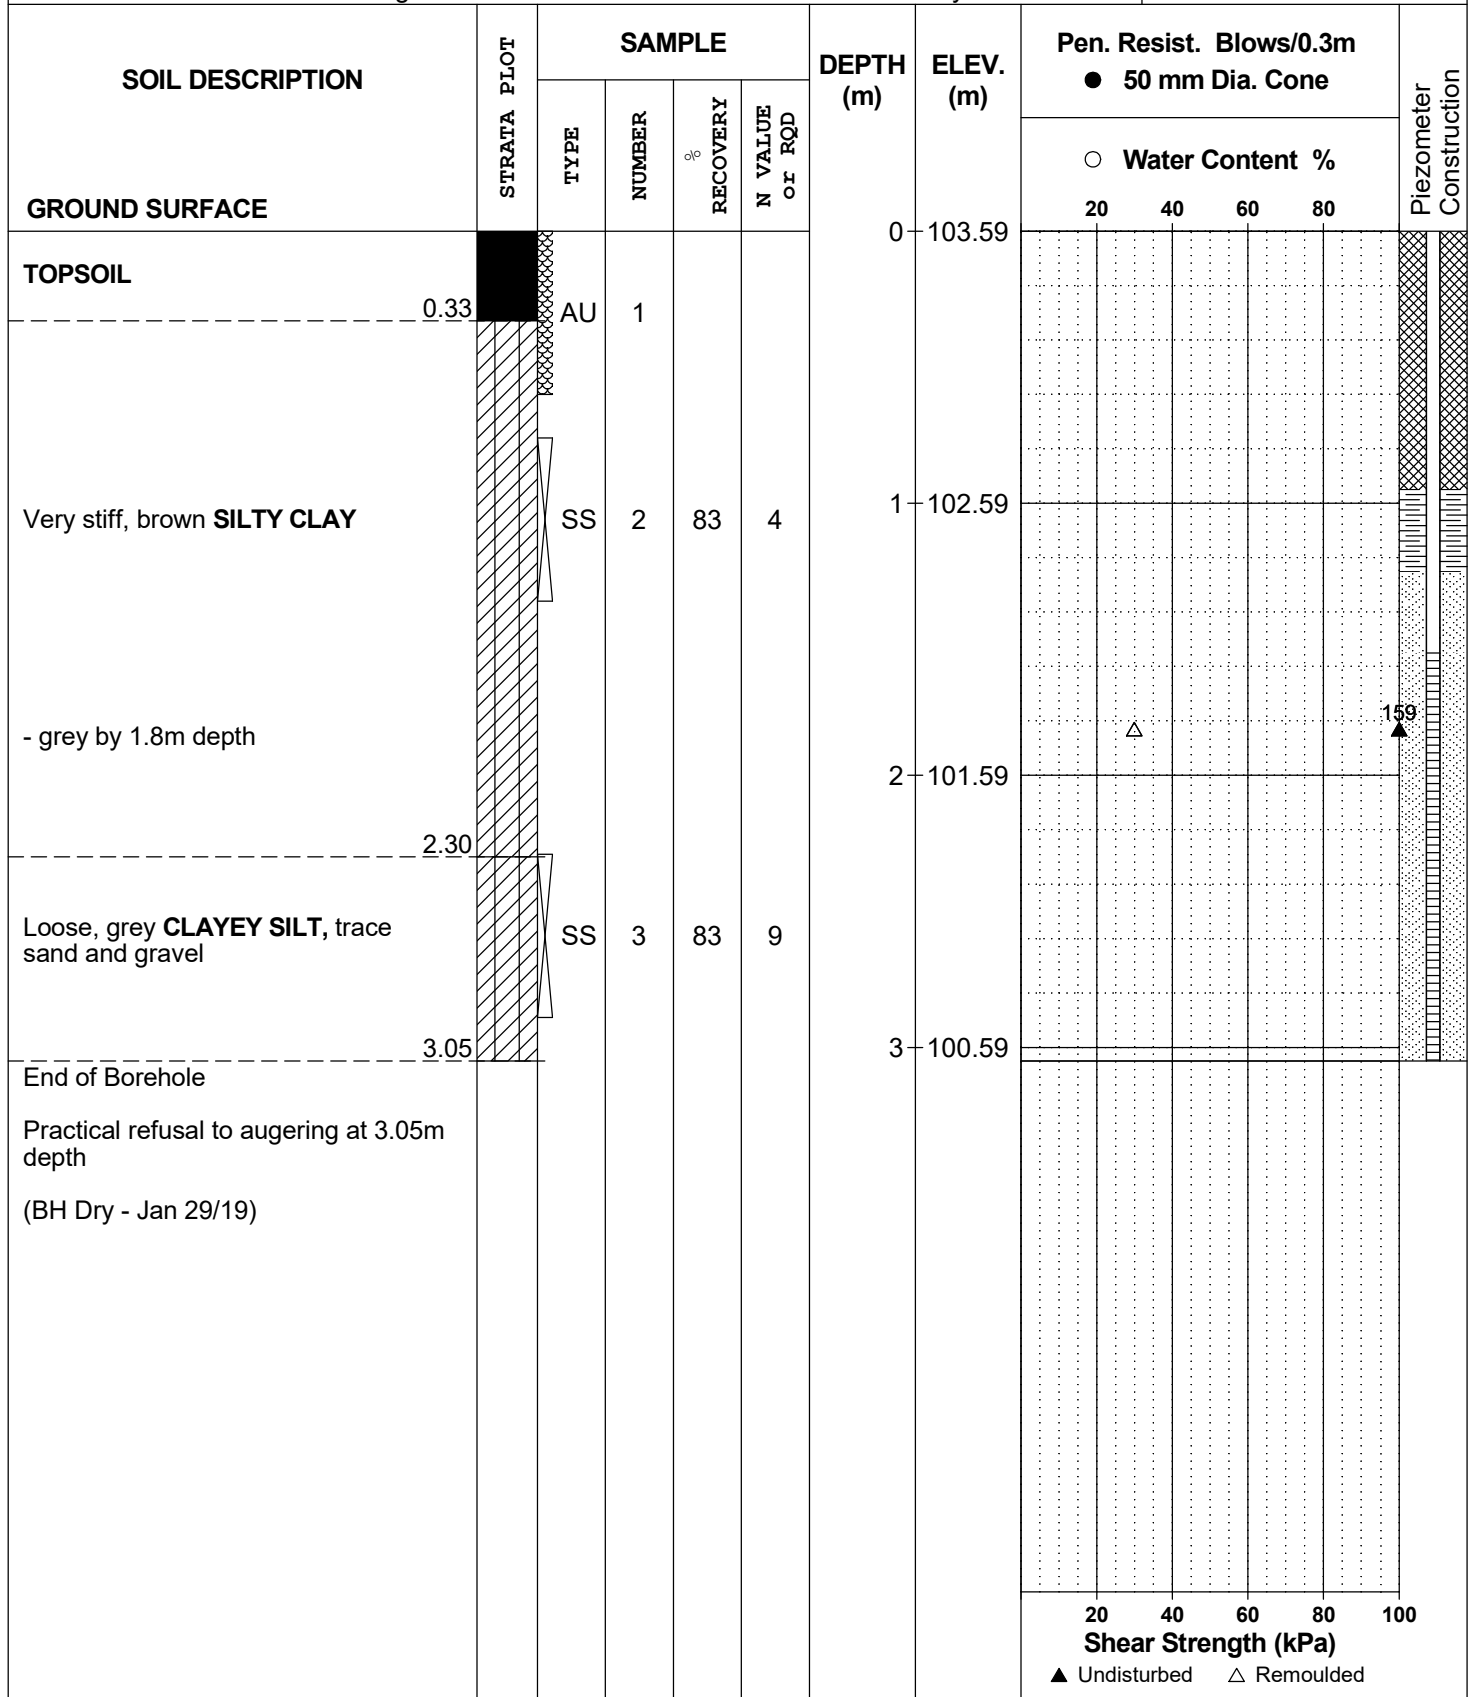 SOIL DESCRIPTION
GROUND SURFACE
STRATA PLOT
SAMPLE
TYPE
NUMBER
%
RECOVERY
N VALUE
or RQD
DEPTH
(m)
ELEV.
(m)
Pen. Resist. Blows/0.3m
● 50 mm Dia. Cone
○ Water Content %
20 40 60 80
Piezometer
Construction
0 103.59
TOPSOIL
0.33
AU 1
1 102.59
Very stiff, brown SILTY CLAY
SS 2 83 4
159
- grey by 1.8m depth
2 101.59
2.30
Loose, grey CLAYEY SILT, trace
sand and gravel
SS 3 83 9
3.05
3 100.59
End of Borehole
Practical refusal to augering at 3.05m
depth
(BH Dry - Jan 29/19)
20 40 60 80 100
Shear Strength (kPa)
▲ Undisturbed △ Remoulded